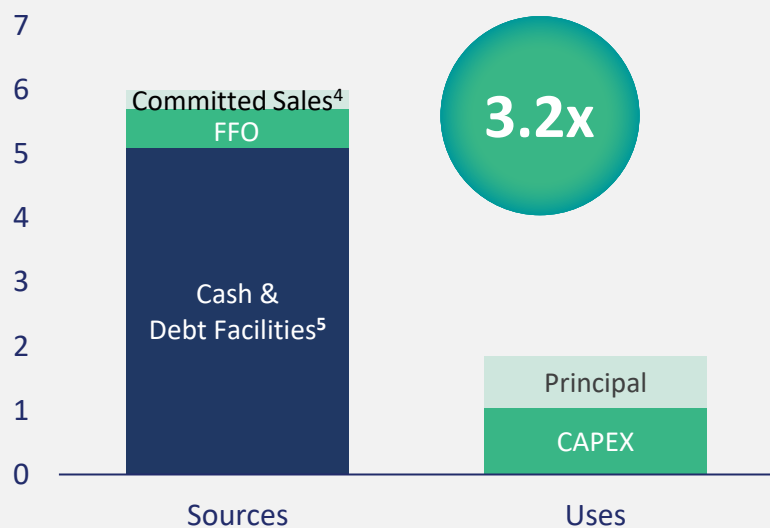 7
6
5
4
3
2
1
0
Committed Sales⁴
FFO
Cash &
Debt Facilities⁵
3.2x
Principal
CAPEX
Sources
Uses